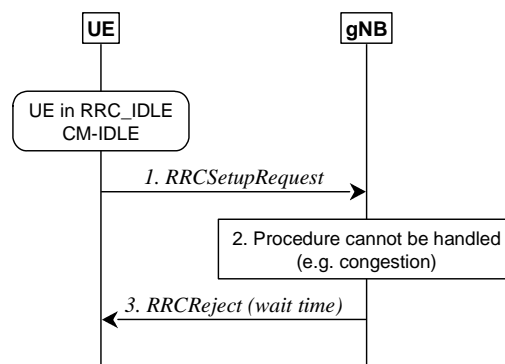 UE
gNB
UE in RRC_IDLE
CM-IDLE
1. RRCSetupRequest
2. Procedure cannot be handled
(e.g. congestion)
3. RRCReject (wait time)